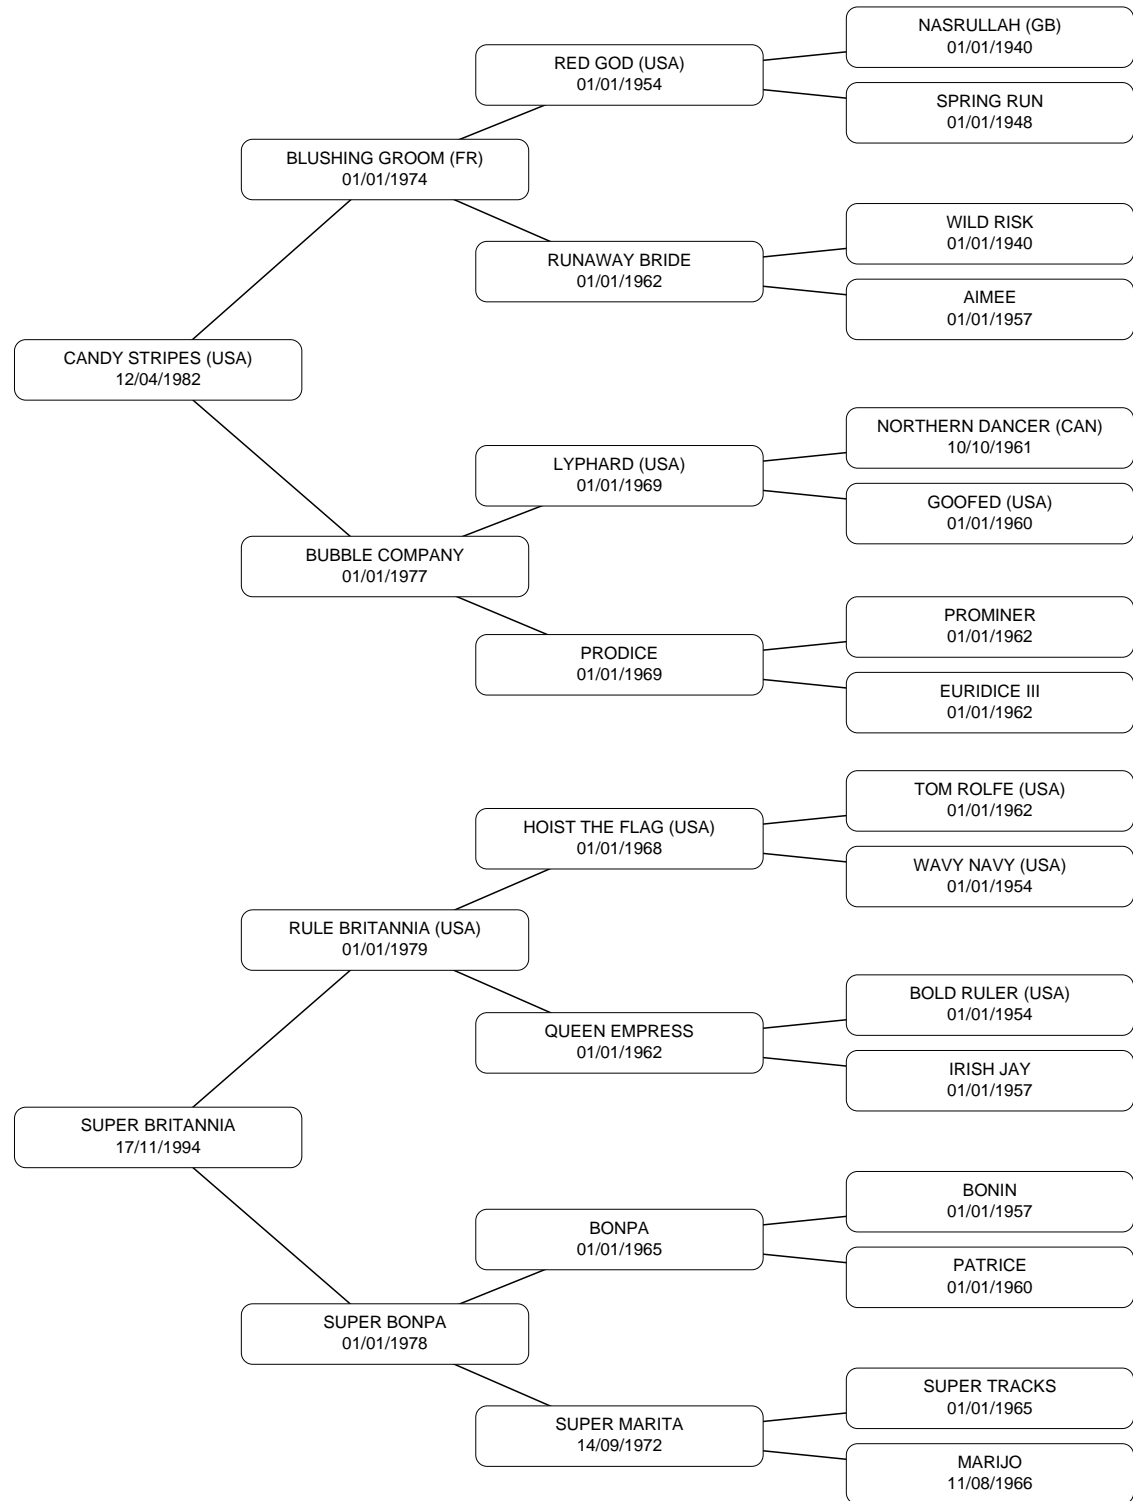 NASRULLAH (GB)
01/01/1940
RED GOD (USA)
01/01/1954
SPRING RUN
01/01/1948
BLUSHING GROOM (FR)
01/01/1974
WILD RISK
01/01/1940
RUNAWAY BRIDE
01/01/1962
AIMEE
01/01/1957
CANDY STRIPES (USA)
12/04/1982
NORTHERN DANCER (CAN)
10/10/1961
LYPHARD (USA)
01/01/1969
GOOFED (USA)
01/01/1960
BUBBLE COMPANY
01/01/1977
PROMINER
01/01/1962
PRODICE
01/01/1969
EURIDICE III
01/01/1962
TOM ROLFE (USA)
01/01/1962
HOIST THE FLAG (USA)
01/01/1968
WAVY NAVY (USA)
01/01/1954
RULE BRITANNIA (USA)
01/01/1979
BOLD RULER (USA)
01/01/1954
QUEEN EMPRESS
01/01/1962
IRISH JAY
01/01/1957
SUPER BRITANNIA
17/11/1994
BONIN
01/01/1957
BONPA
01/01/1965
PATRICE
01/01/1960
SUPER BONPA
01/01/1978
SUPER TRACKS
01/01/1965
SUPER MARITA
14/09/1972
MARIJO
11/08/1966